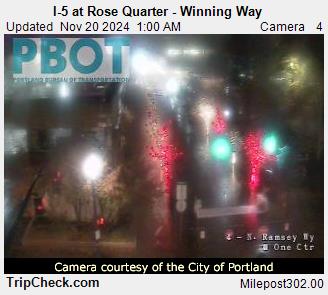 I-5 at Rose Quarter - Winning Way
Updated Nov 20 2024 1:00 AM Camera 4
PBOT
PORTLAND BUREAU OF TRANSPORTATION
4 - N. Ramsey Wy
@ One Ctr
Camera courtesy of the City of Portland
TripCheck.com Milepost302.00